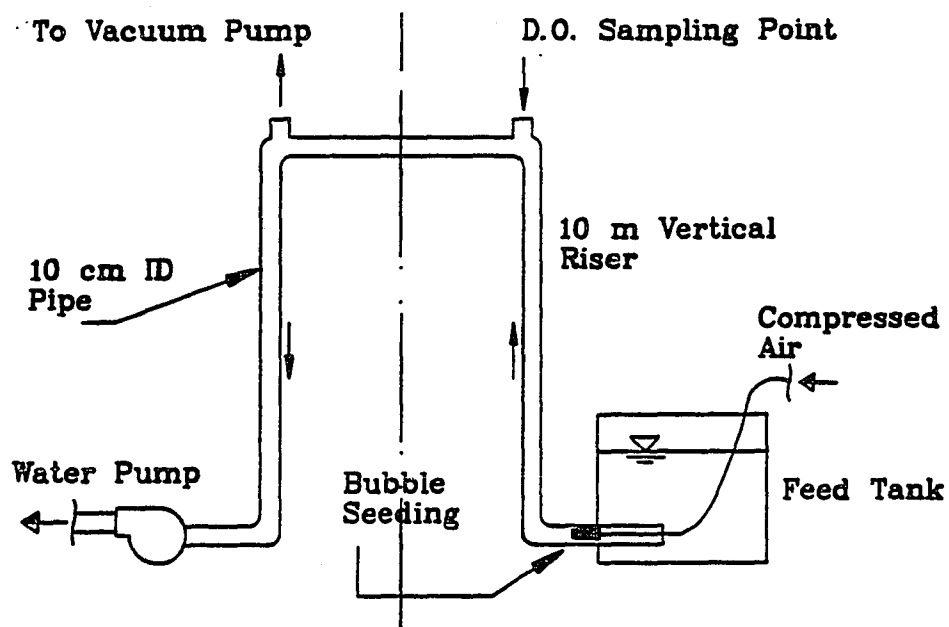 To Vacuum Pump
D.O. Sampling Point
10 cm ID
Pipe
10 m Vertical
Riser
Compressed
Air
Water Pump
Bubble
Seeding
Feed Tank